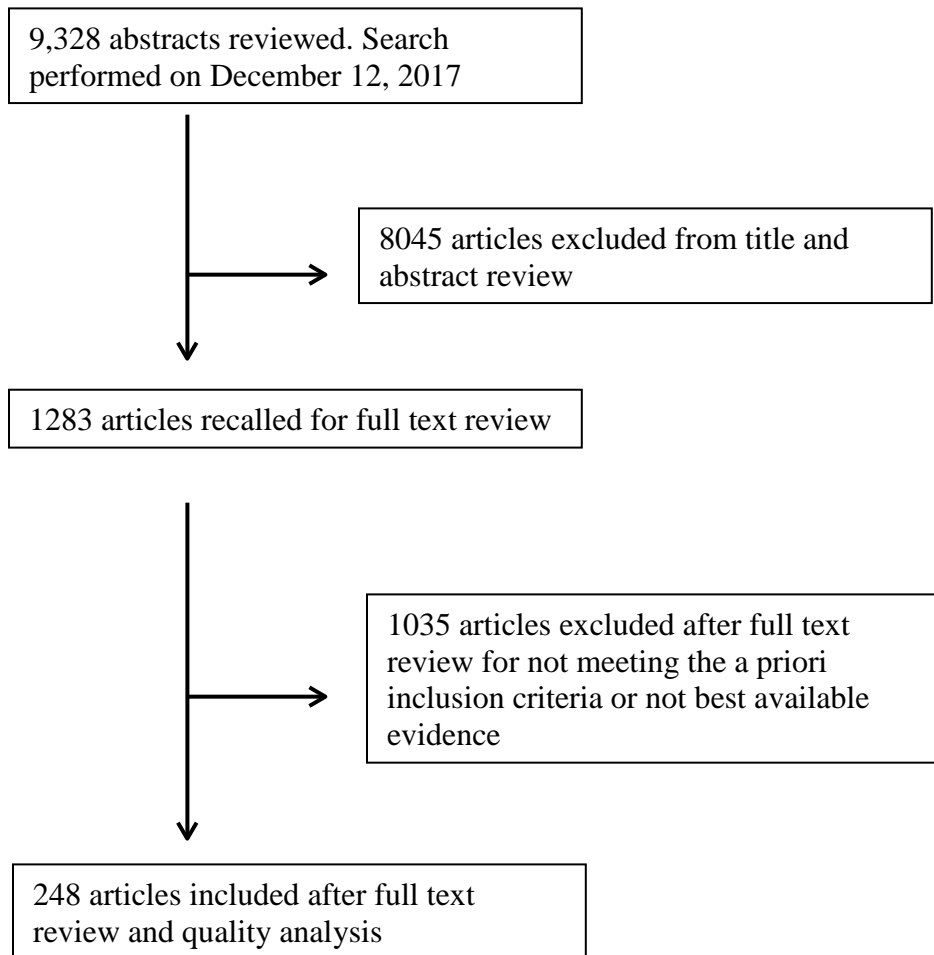 9,328 abstracts reviewed. Search
performed on December 12, 2017
8045 articles excluded from title and
abstract review
1283 articles recalled for full text review
1035 articles excluded after full text
review for not meeting the a priori
inclusion criteria or not best available
evidence
248 articles included after full text
review and quality analysis